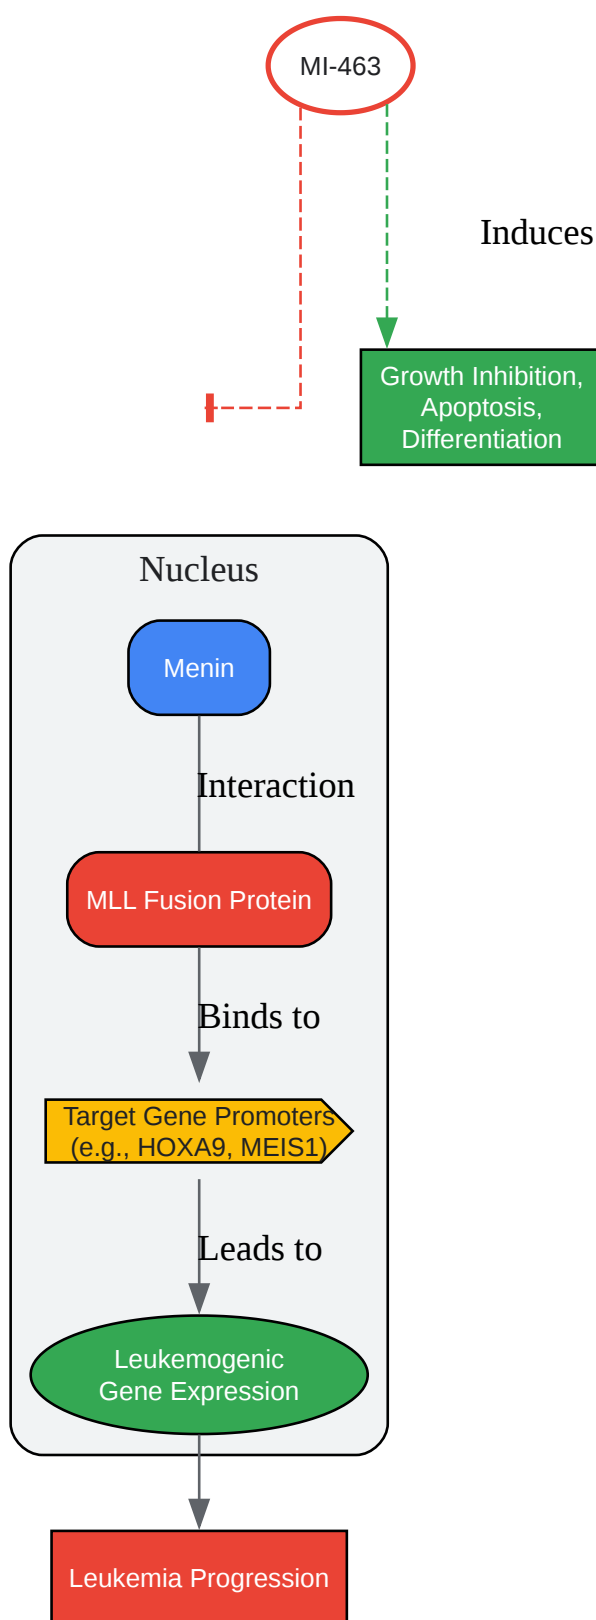 MI-463
Induces
Growth Inhibition,
Apoptosis,
Differentiation
Nucleus
Menin
Interaction
MLL Fusion Protein
Binds to
Target Gene Promoters
(e.g., HOXA9, MEIS1)
Leads to
Leukemogenic
Gene Expression
Leukemia Progression